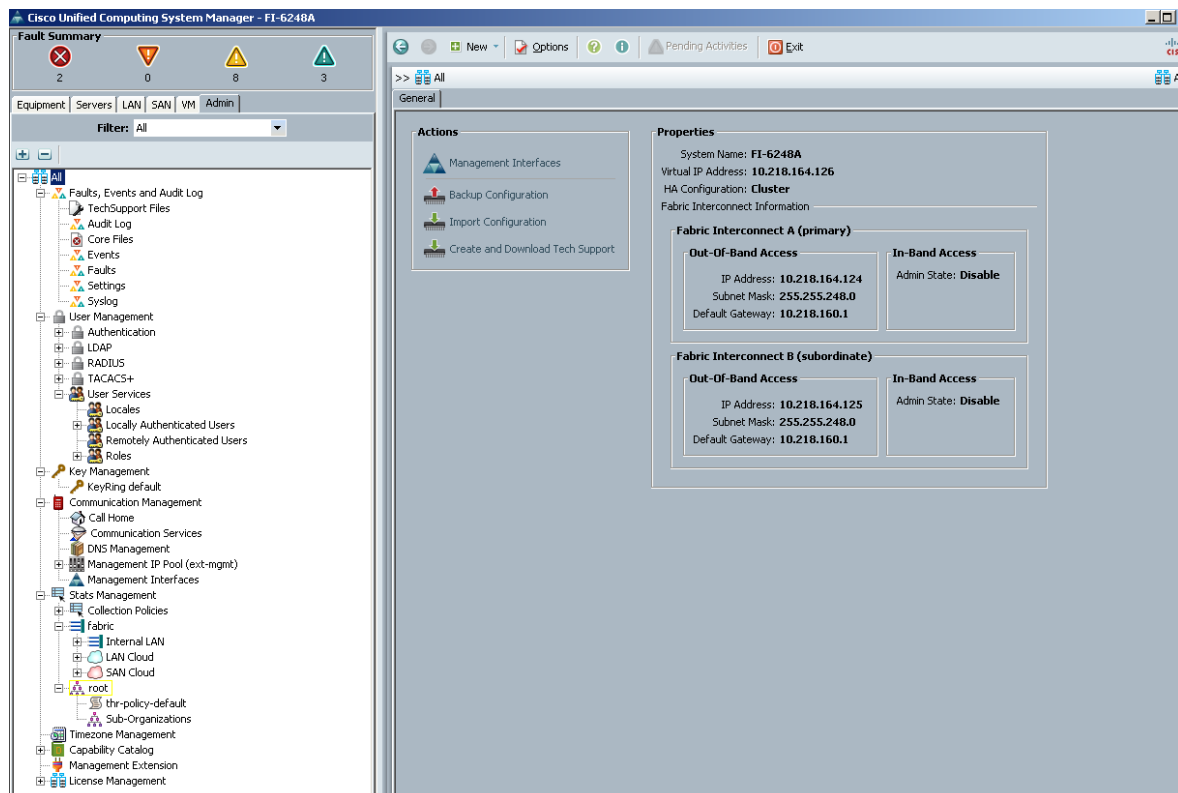 Cisco Unified Computing System Manager - FI-6248A
Fault Summary
2 0 8 3
Equipment Servers LAN SAN VM Admin
Filter: All
All
Faults, Events and Audit Log
TechSupport Files
Audit Log
Core Files
Events
Faults
Settings
Syslog
User Management
Authentication
LDAP
RADIUS
TACACS+
User Services
Locales
Locally Authenticated Users
Remotely Authenticated Users
Roles
Key Management
KeyRing default
Communication Management
Call Home
Communication Services
DNS Management
Management IP Pool (ext-mgmt)
Management Interfaces
Stats Management
Collection Policies
fabric
Internal LAN
LAN Cloud
SAN Cloud
root
thr-policy-default
Sub-Organizations
Timezone Management
Capability Catalog
Management Extension
License Management
New Options Pending Activities Exit
>> All
General
Actions
Management Interfaces
Backup Configuration
Import Configuration
Create and Download Tech Support
Properties
System Name: FI-6248A
Virtual IP Address: 10.218.164.126
HA Configuration: Cluster
Fabric Interconnect Information
Fabric Interconnect A (primary)
Out-Of-Band Access
IP Address: 10.218.164.124
Subnet Mask: 255.255.248.0
Default Gateway: 10.218.160.1
In-Band Access
Admin State: Disable
Fabric Interconnect B (subordinate)
Out-Of-Band Access
IP Address: 10.218.164.125
Subnet Mask: 255.255.248.0
Default Gateway: 10.218.160.1
In-Band Access
Admin State: Disable